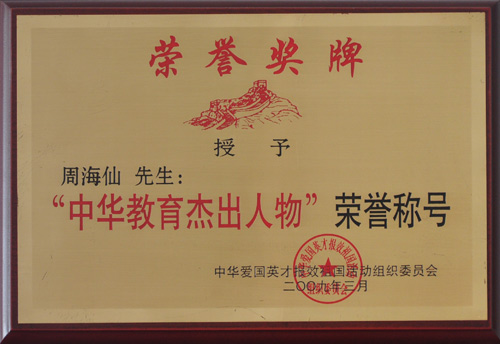 荣誉奖牌
授 予
周海仙 先生:
“中华教育杰出人物” 荣誉称号
中华爱国英才报效祖国活动组织委员会
二〇〇九年三月